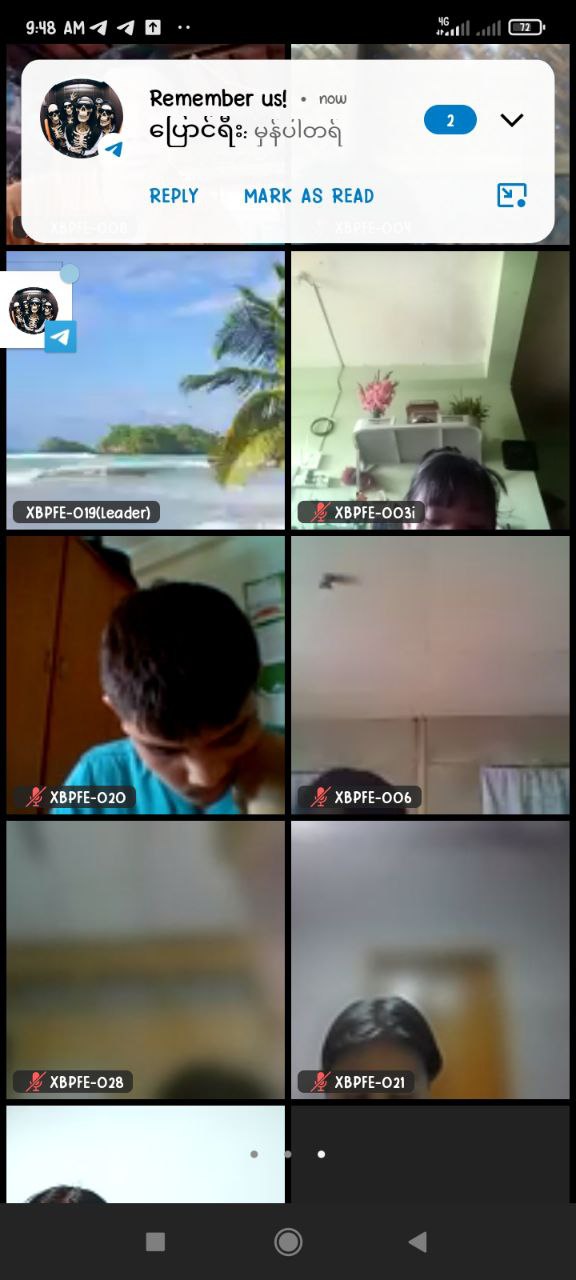 9:48 AM
4G
72
Remember us! • now
ပြောင်ရီး: မှန်ပါတရ်
2
REPLY
MARK AS READ
XBPFE-008
XBPFE-004
XBPFE-019(Leader)
XBPFE-003i
XBPFE-020
XBPFE-006
XBPFE-028
XBPFE-021